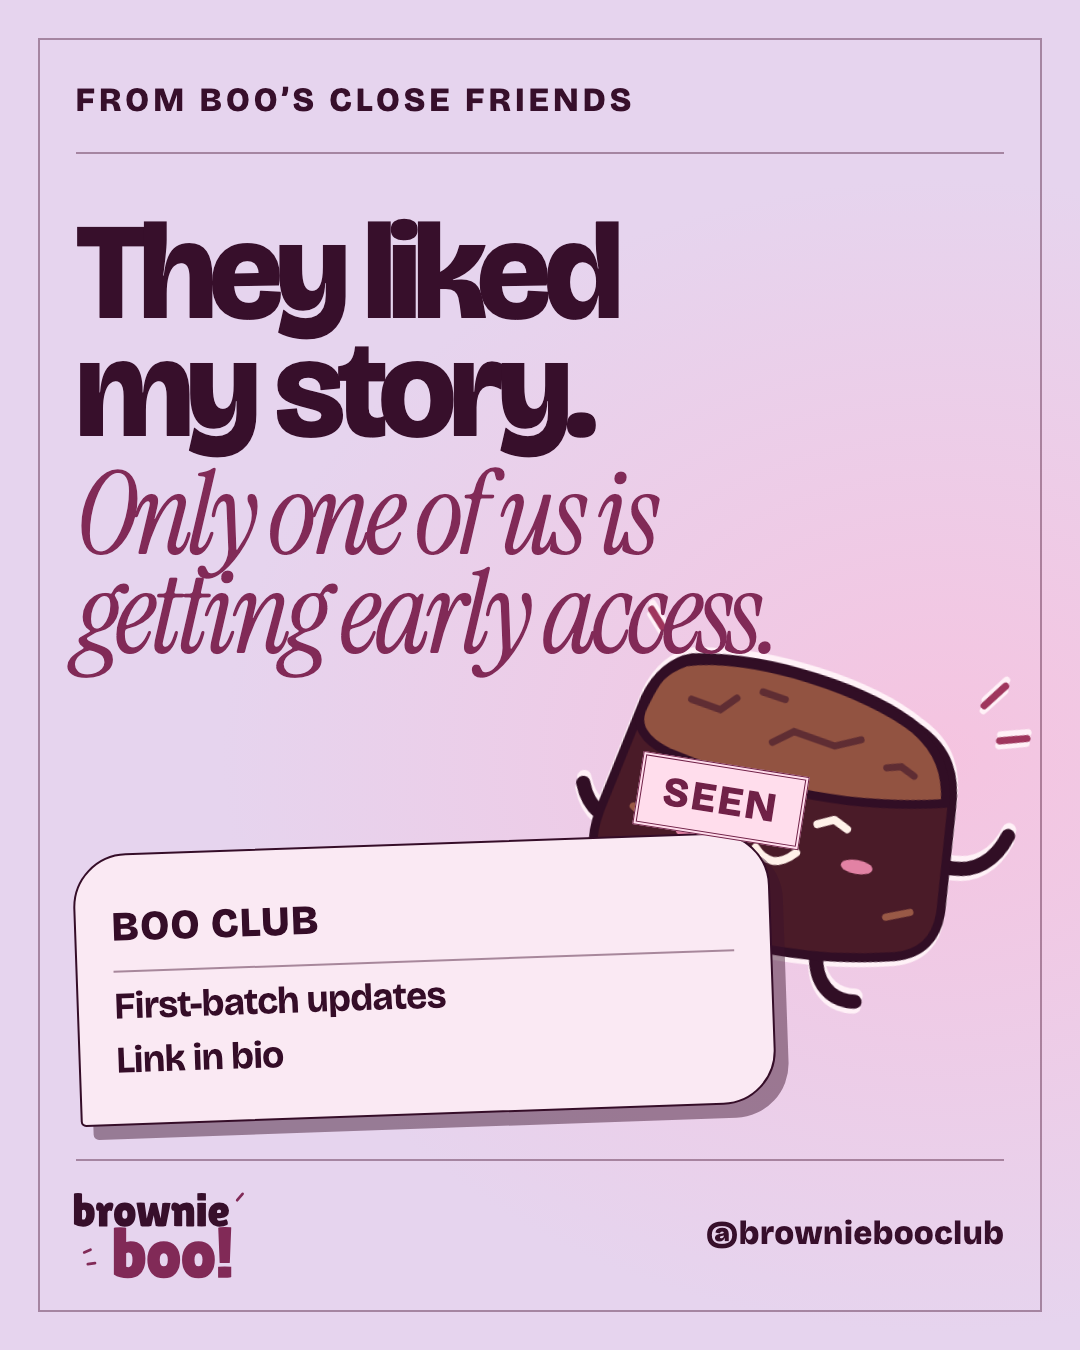 FROM BOO’S CLOSE FRIENDS
They liked
my story.
Only one of us is
getting early access.
SEEN
BOO CLUB
First-batch updates
Link in bio
brownie
boo!
@browniebooclub